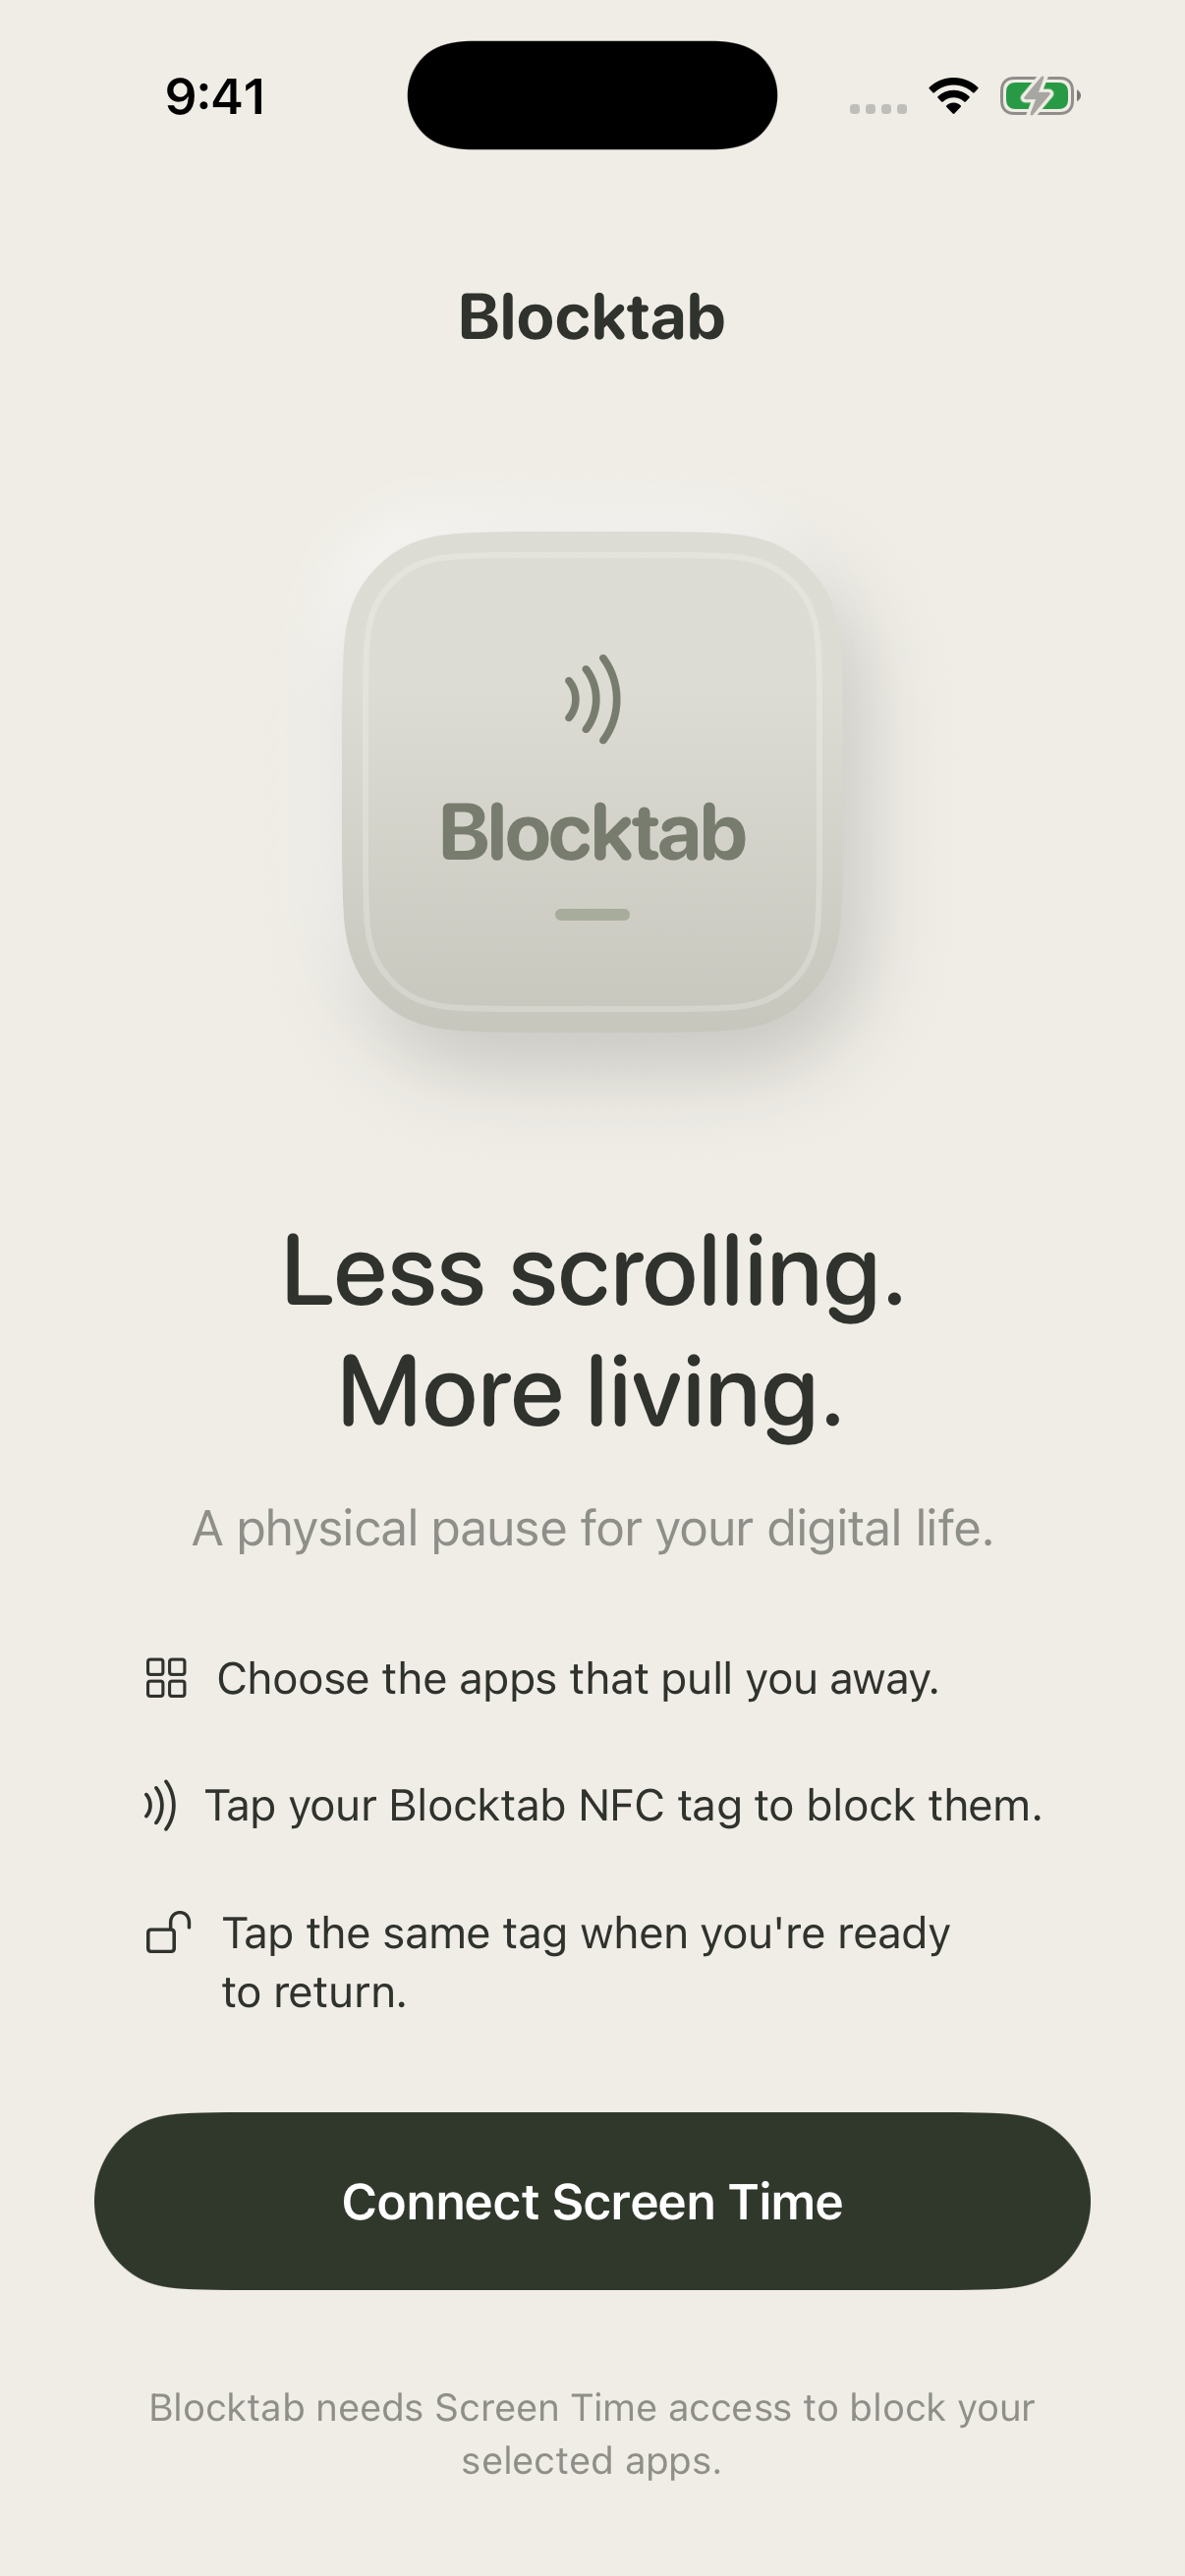 9:41
Blocktab
Blocktab
Less scrolling.
More living.
A physical pause for your digital life.
Choose the apps that pull you away.
Tap your Blocktab NFC tag to block them.
Tap the same tag when you're ready
to return.
Connect Screen Time
Blocktab needs Screen Time access to block your
selected apps.